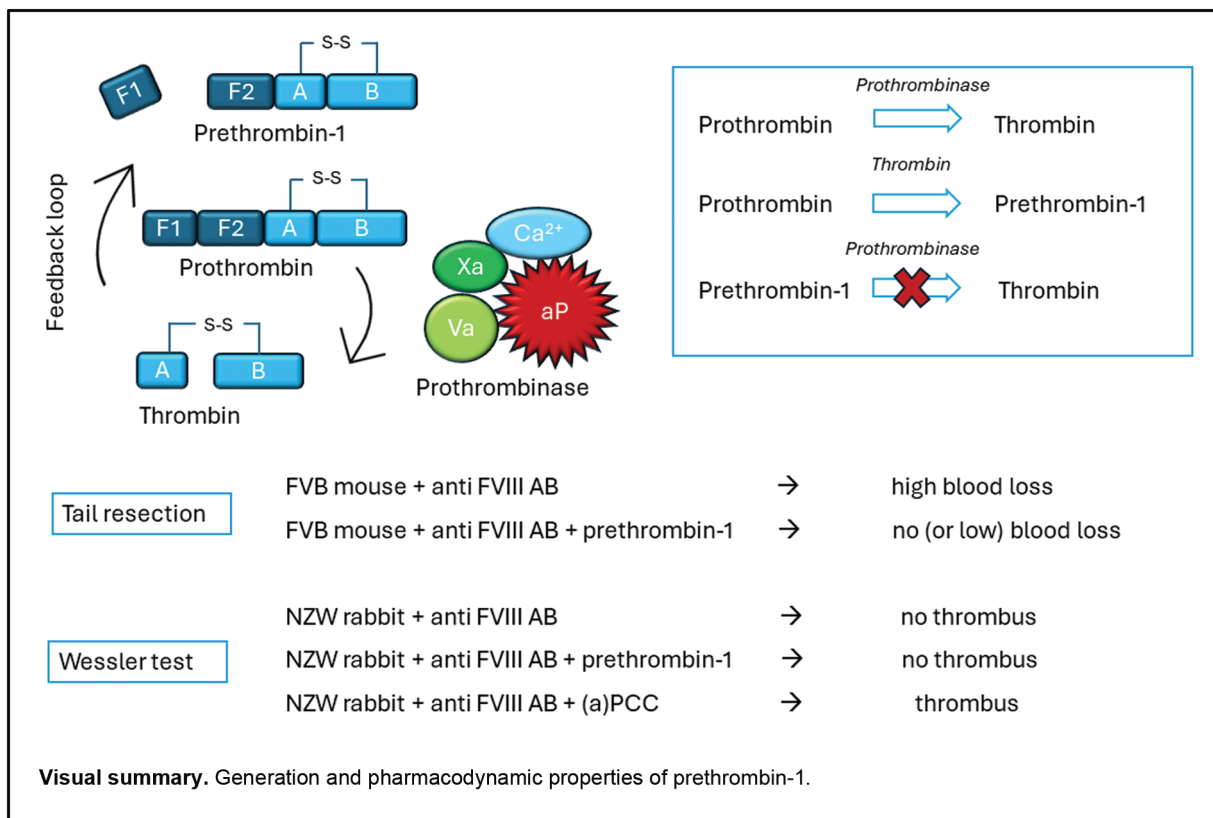 S-S
F1
F2 A B
Prethrombin-1
Feedback loop
S-S
F1 F2 A B
Prothrombin
S-S
A B
Thrombin
Ca²⁺
Xa
Va
aP
Prothrombinase
Prothrombinase
Prothrombin Thrombin
Thrombin
Prothrombin Prethrombin-1
Prothrombinase
Prethrombin-1 Thrombin
Tail resection
FVB mouse + anti FVIII AB → high blood loss
FVB mouse + anti FVIII AB + prethrombin-1 → no (or low) blood loss
Wessler test
NZW rabbit + anti FVIII AB → no thrombus
NZW rabbit + anti FVIII AB + prethrombin-1 → no thrombus
NZW rabbit + anti FVIII AB + (a)PCC → thrombus
Visual summary. Generation and pharmacodynamic properties of prethrombin-1.